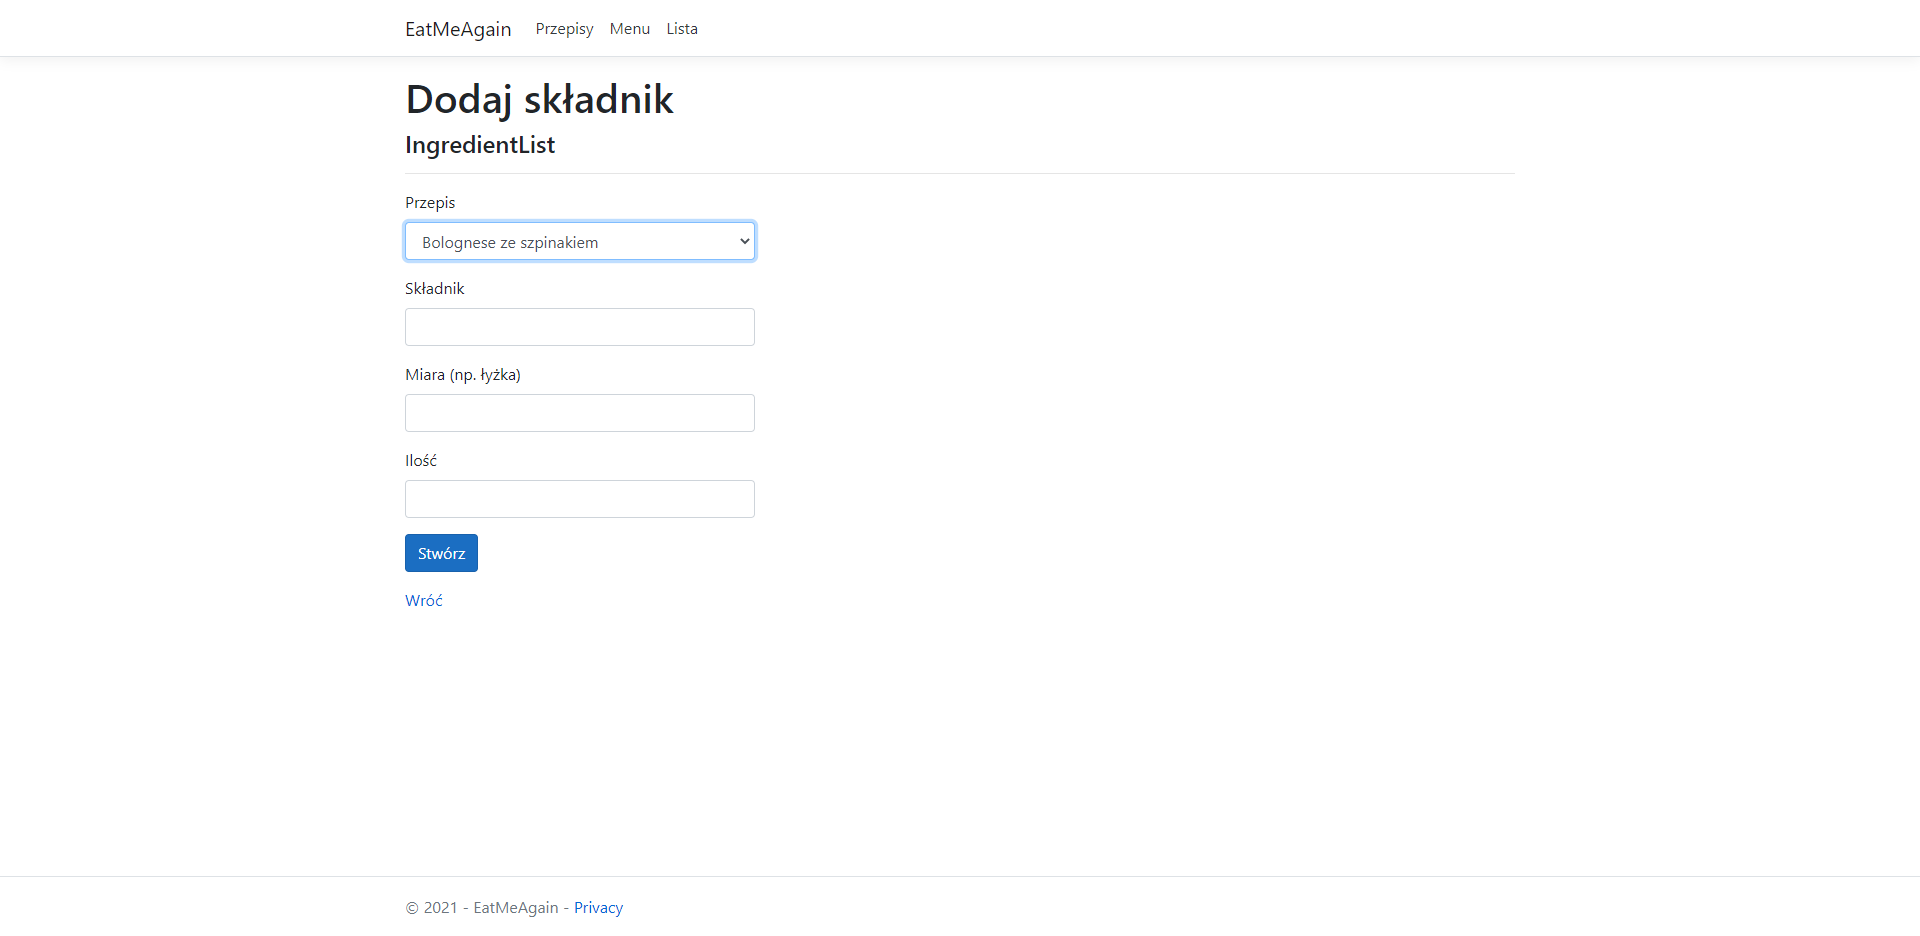 EatMeAgain Przepisy Menu Lista
Dodaj składnik
IngredientList
Przepis
Bolognese ze szpinakiem
Składnik
Miara (np. łyżka)
Ilość
Stwórz
Wróć
© 2021 - EatMeAgain - Privacy